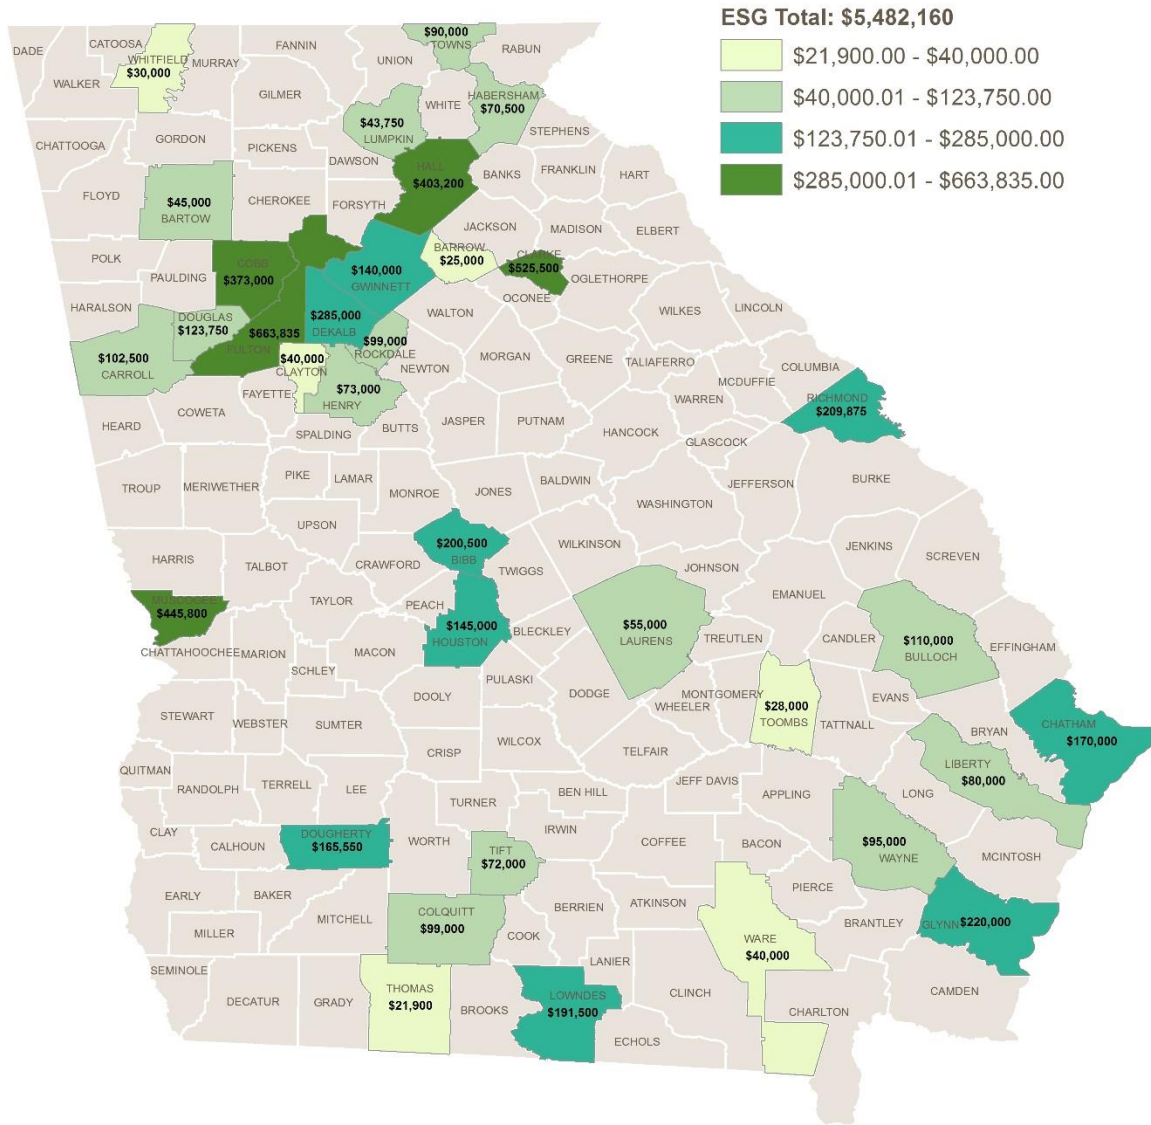 ESG Total: $5,482,160
$21,900.00 - $40,000.00
$40,000.01 - $123,750.00
$123,750.01 - $285,000.00
$285,000.01 - $663,835.00
DADE
CATOOSA
WHITFIELD
$30,000
WALKER
MURRAY
FANNIN
UNION
$90,000
TOWNS
RABUN
GILMER
WHITE
HABERSHAM
$70,500
$43,750
LUMPKIN
STEPHENS
CHATTOOGA
GORDON
PICKENS
DAWSON
HALL
$403,200
BANKS
FRANKLIN
HART
FLOYD
$45,000
BARTOW
CHEROKEE
FORSYTH
JACKSON
MADISON
ELBERT
POLK
PAULDING
COBB
$373,000
$140,000
GWINNETT
BARROW
$25,000
CLARKE
$525,500
OGLETHORPE
OCONEE
HARALSON
DOUGLAS
$123,750
$663,835
FULTON
$285,000
DEKALB
WALTON
WILKES
LINCOLN
$102,500
CARROLL
$40,000
CLAYTON
$99,000
ROCKDALE
NEWTON
MORGAN
GREENE
TALIAFERRO
MCDUFFIE
COLUMBIA
FAYETTE
$73,000
HENRY
WARREN
RICHMOND
$209,875
HEARD
COWETA
SPALDING
BUTTS
JASPER
PUTNAM
HANCOCK
GLASCOCK
TROUP
MERIWETHER
PIKE
LAMAR
MONROE
JONES
BALDWIN
WASHINGTON
JEFFERSON
BURKE
UPSON
HARRIS
TALBOT
CRAWFORD
$200,500
BIBB
TWIGGS
WILKINSON
JOHNSON
JENKINS
SCREVEN
MUSCOGEE
$445,800
TAYLOR
PEACH
$145,000
HOUSTON
BLECKLEY
$55,000
LAURENS
TREUTLEN
EMANUEL
CANDLER
$110,000
BULLOCH
EFFINGHAM
CHATTAHOOCHEE
MARION
SCHLEY
MACON
DOOLY
PULASKI
DODGE
WHEELER
MONTGOMERY
$28,000
TOOMBS
TATTNALL
EVANS
BRYAN
CHATHAM
$170,000
STEWART
WEBSTER
SUMTER
CRISP
WILCOX
TELFAIR
LIBERTY
$80,000
QUITMAN
RANDOLPH
TERRELL
LEE
TURNER
BEN HILL
JEFF DAVIS
APPLING
LONG
CLAY
CALHOUN
DOUGHERTY
$165,550
WORTH
TIFT
$72,000
IRWIN
COFFEE
BACON
$95,000
WAYNE
MCINTOSH
EARLY
BAKER
MITCHELL
COLQUITT
$99,000
BERRIEN
ATKINSON
PIERCE
BRANTLEY
GLYNN
$220,000
MILLER
COOK
WARE
$40,000
SEMINOLE
DECATUR
GRADY
THOMAS
$21,900
BROOKS
LOWNDES
$191,500
LANIER
CLINCH
ECHOLS
CHARLTON
CAMDEN